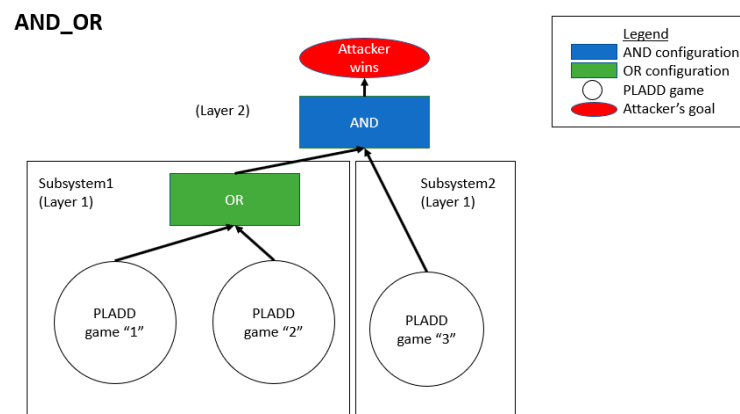 AND_OR
Attacker
wins
Legend
AND configuration
OR configuration
PLADD game
Attacker's goal
(Layer 2)
AND
Subsystem1
(Layer 1)
OR
Subsystem2
(Layer 1)
PLADD
game “1”
PLADD
game “2”
PLADD
game “3”